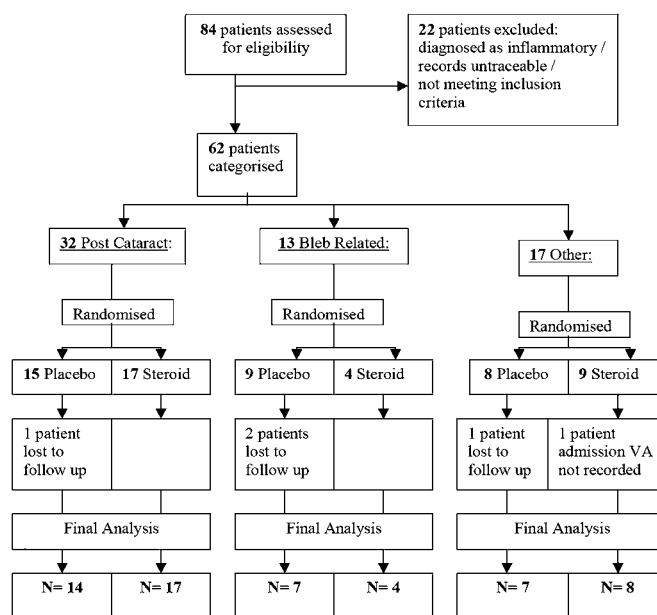 84 patients assessed
for eligibility
22 patients excluded:
diagnosed as inflammatory /
records untraceable /
not meeting inclusion
criteria
62 patients
categorised
32 Post Cataract:
13 Bleb Related:
17 Other:
Randomised
Randomised
Randomised
15 Placebo
17 Steroid
9 Placebo
4 Steroid
8 Placebo
9 Steroid
1 patient
lost to
follow up
2 patients
lost to
follow up
1 patient
lost to
follow up
1 patient
admission VA
not recorded
Final Analysis
Final Analysis
Final Analysis
N= 14
N= 17
N= 7
N= 4
N= 7
N= 8